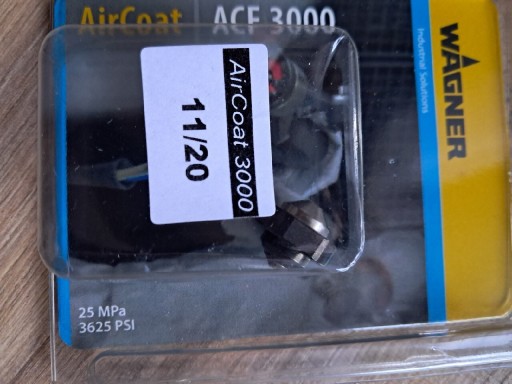 AirCoat ACF 3000
WAGNER
Industrial Solutions
AirCoat 3000
11/20
25 MPa
3625 PSI